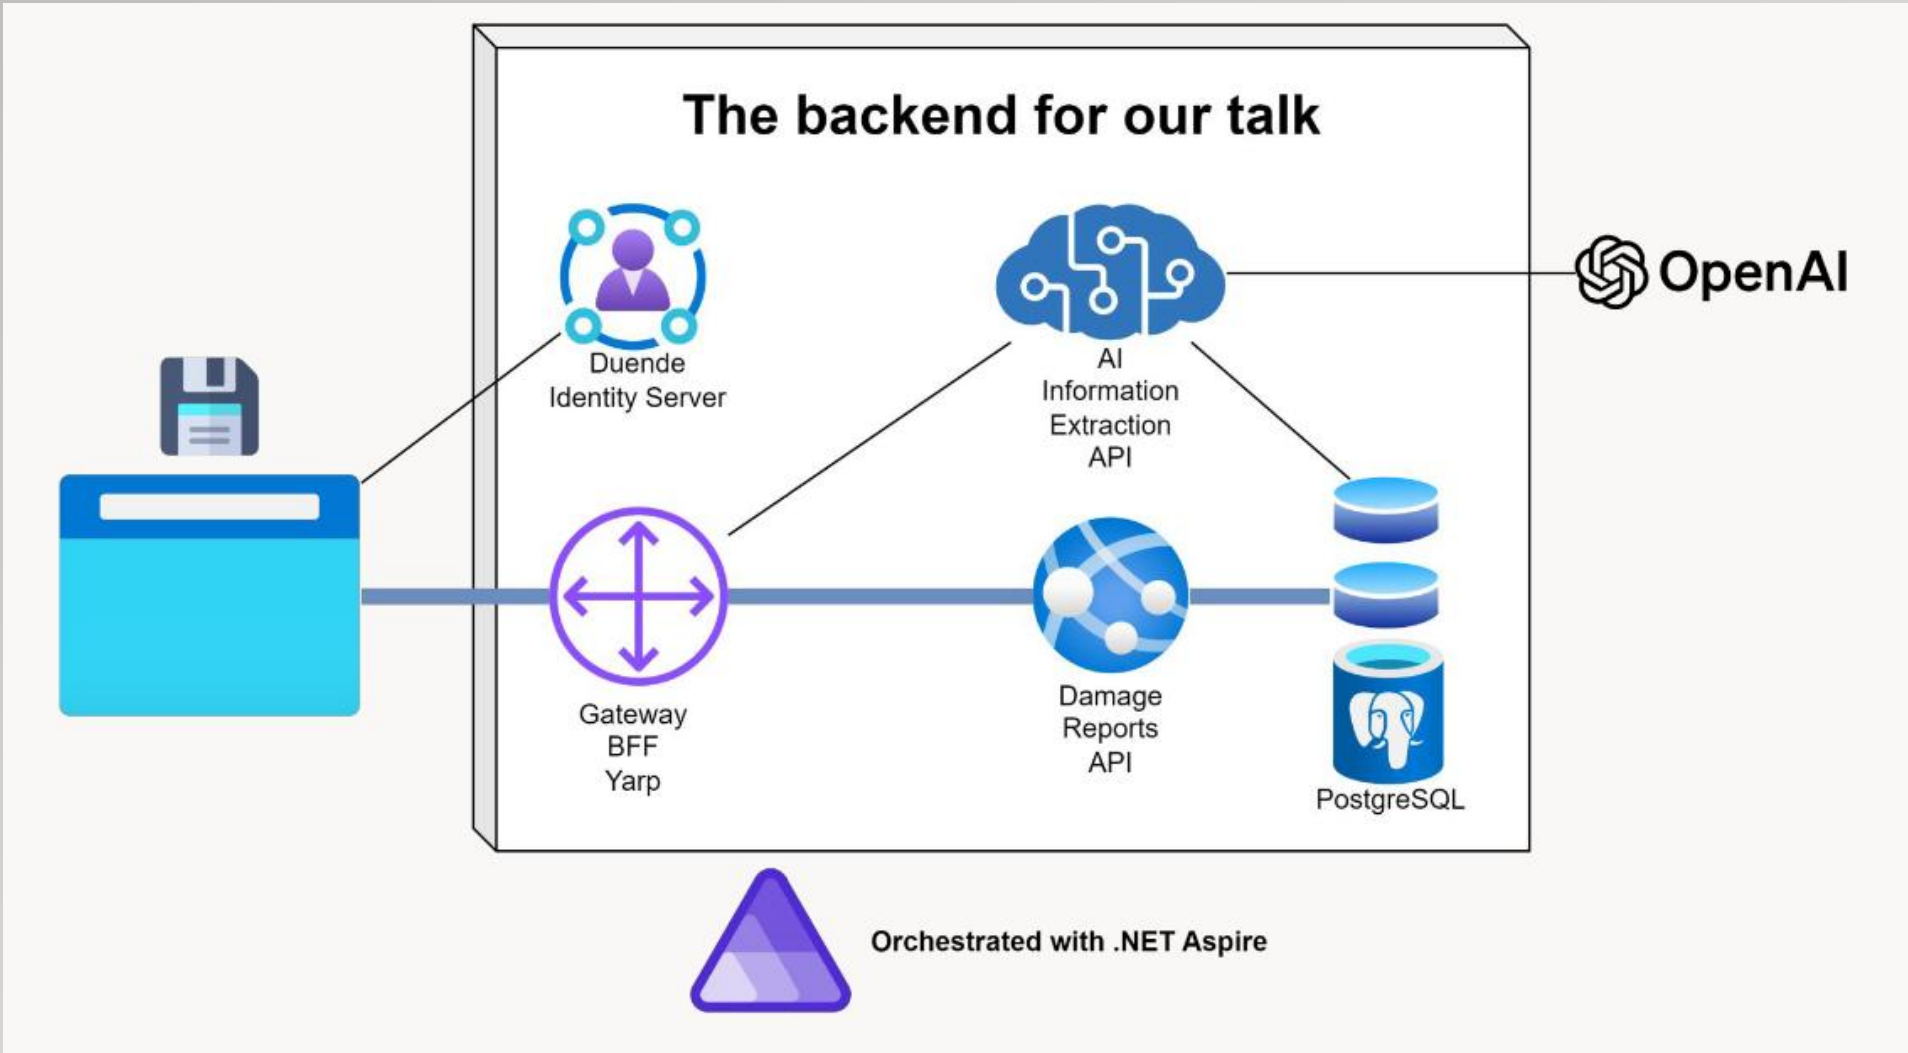 The backend for our talk
Duende
Identity Server
AI
Information
Extraction
API
OpenAI
Gateway
BFF
Yarp
Damage
Reports
API
PostgreSQL
Orchestrated with .NET Aspire